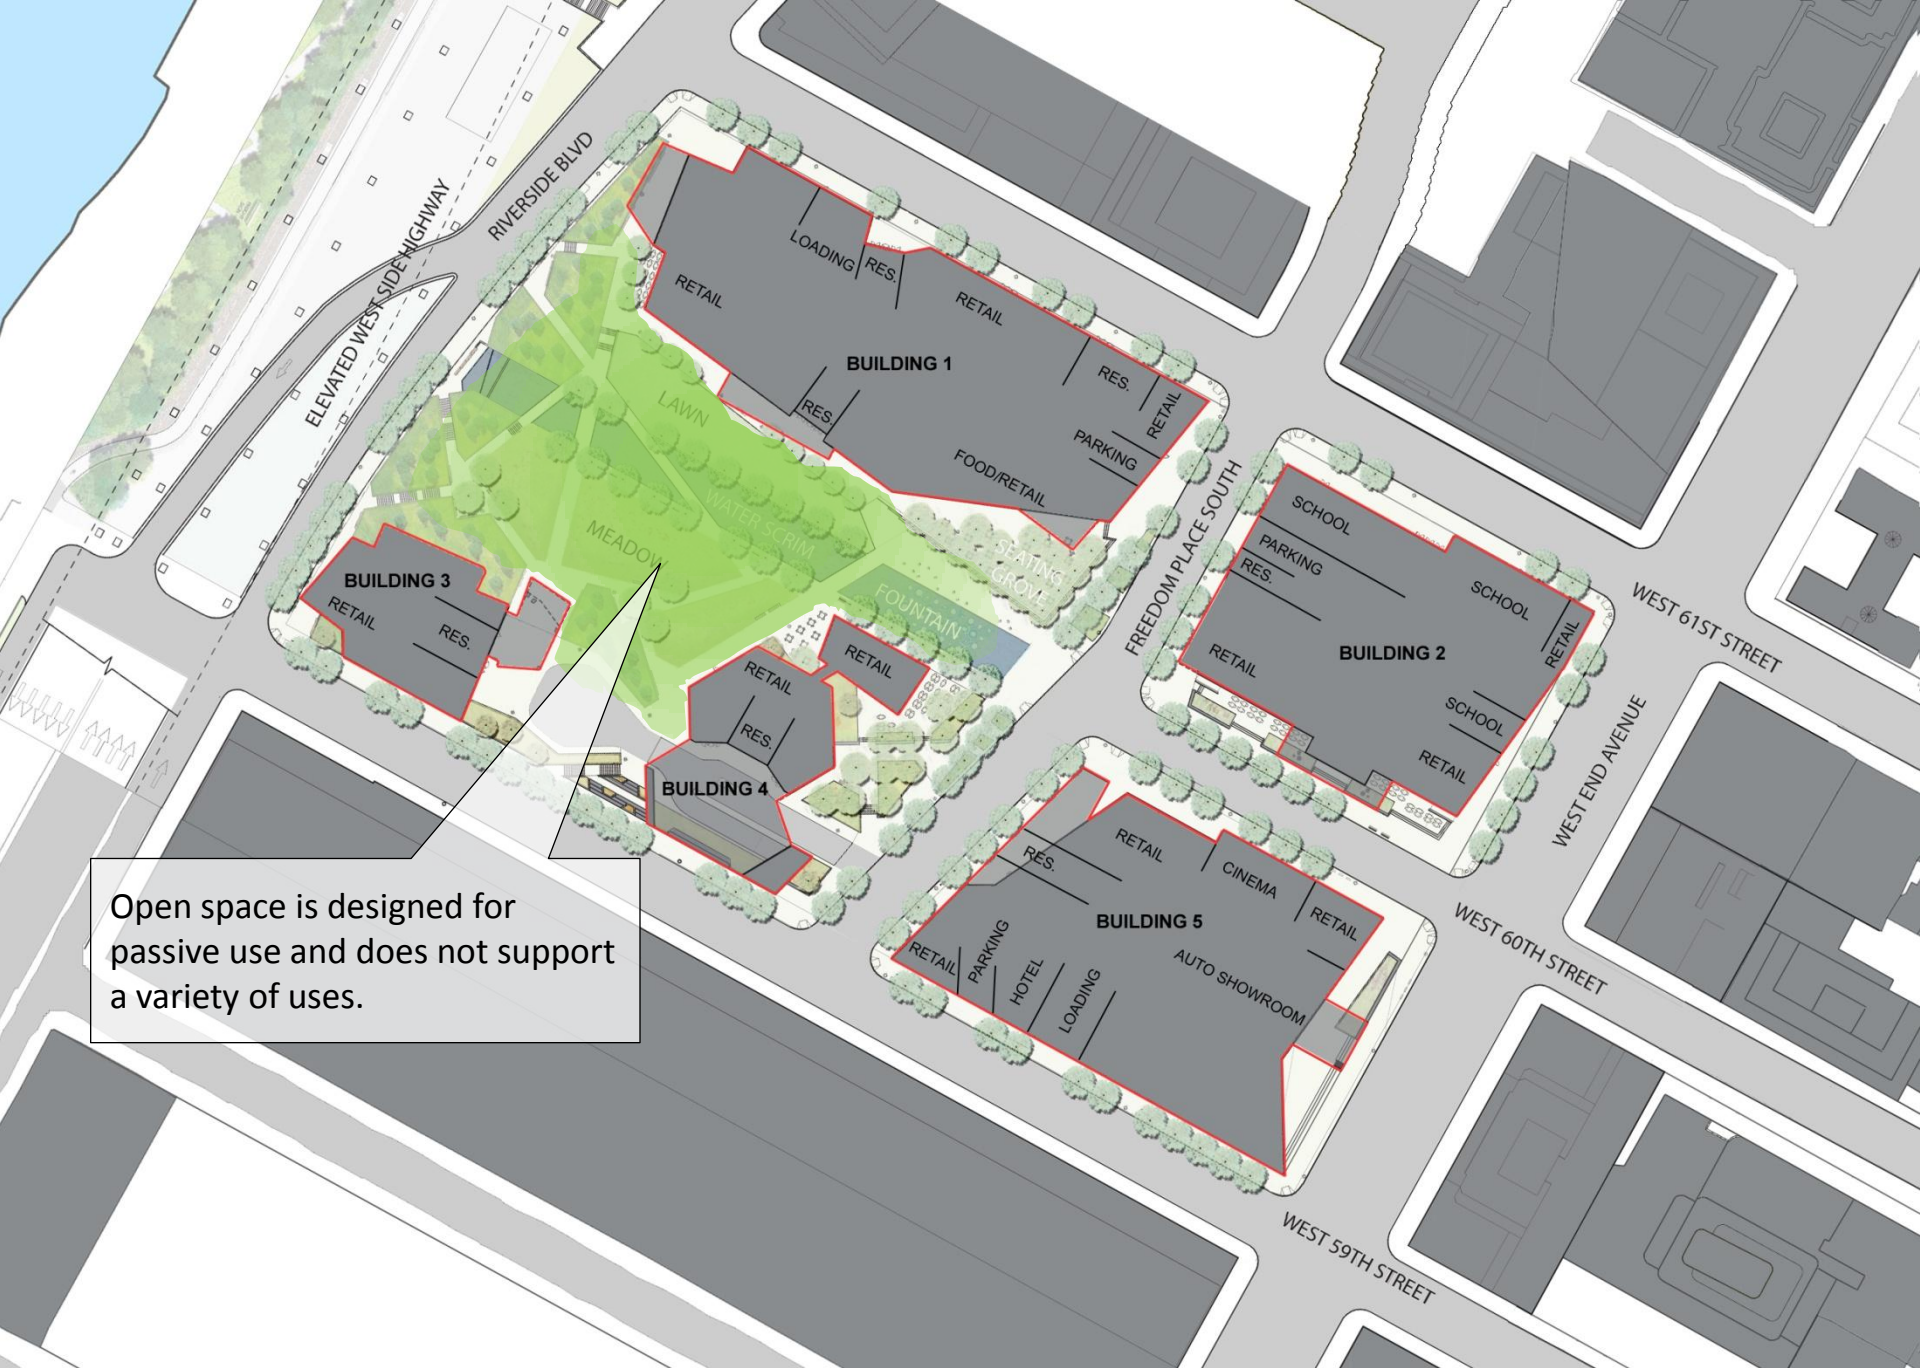 RIVERSIDE BLVD
ELEVATED WEST SIDE HIGHWAY
LOADING
RES.
RETAIL
RETAIL
BUILDING 1
RES.
RETAIL
RES.
PARKING
FOOD/RETAIL
LAWN
WATER SCRIM
MEADOW
SEATING
GROVE
FOUNTAIN
FREEDOM PLACE SOUTH
BUILDING 3
RETAIL
RES.
RETAIL
RETAIL
RES.
BUILDING 4
SCHOOL
PARKING
RES.
SCHOOL
RETAIL
BUILDING 2
RETAIL
SCHOOL
RETAIL
WEST 61ST STREET
WEST END AVENUE
RETAIL
RES.
CINEMA
RETAIL
BUILDING 5
RETAIL
PARKING
HOTEL
LOADING
AUTO SHOWROOM
WEST 60TH STREET
WEST 59TH STREET
Open space is designed for
passive use and does not support
a variety of uses.